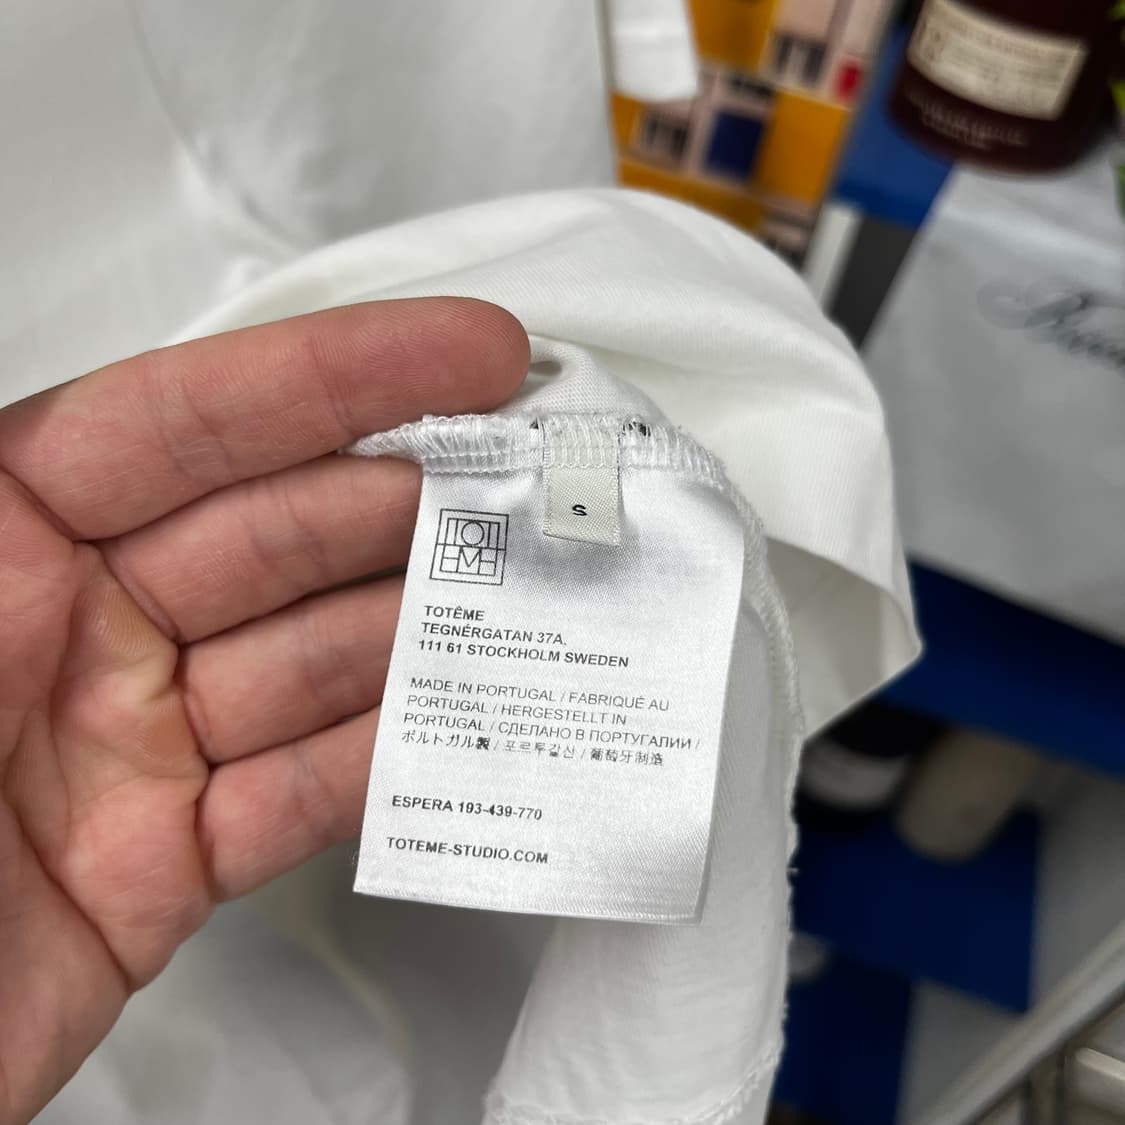 S
TOTÊME
TOTÊME
TEGNÉRGATAN 37A,
111 61 STOCKHOLM SWEDEN
MADE IN PORTUGAL / FABRIQUÉ AU
PORTUGAL / HERGESTELLT IN
PORTUGAL / СДЕЛАНО В ПОРТУГАЛИИ /
ポルトガル製 / 포르투갈산 / 葡萄牙制造
ESPERA 193-439-770
TOTEME-STUDIO.COM